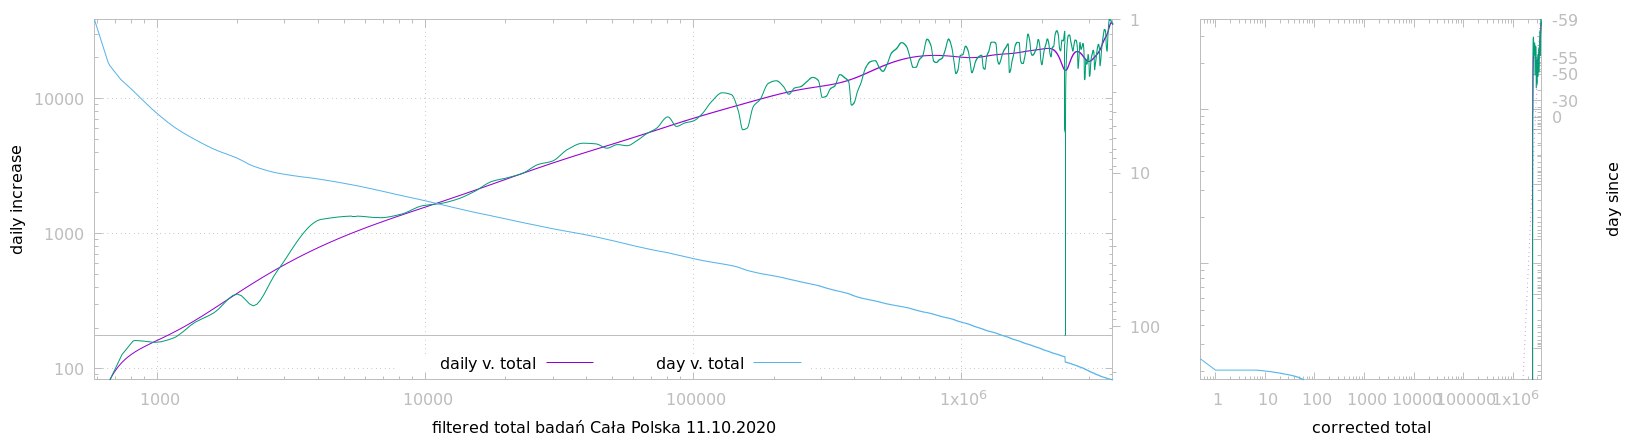 daily increase
10000
1000
100
1000
10000
100000
1x10^6
1
10
100
daily v. total
day v. total
filtered total badań Cała Polska 11.10.2020
-59
-55
-50
-30
0
day since
1
10
100
1000
10000
100000
1x10^6
corrected total